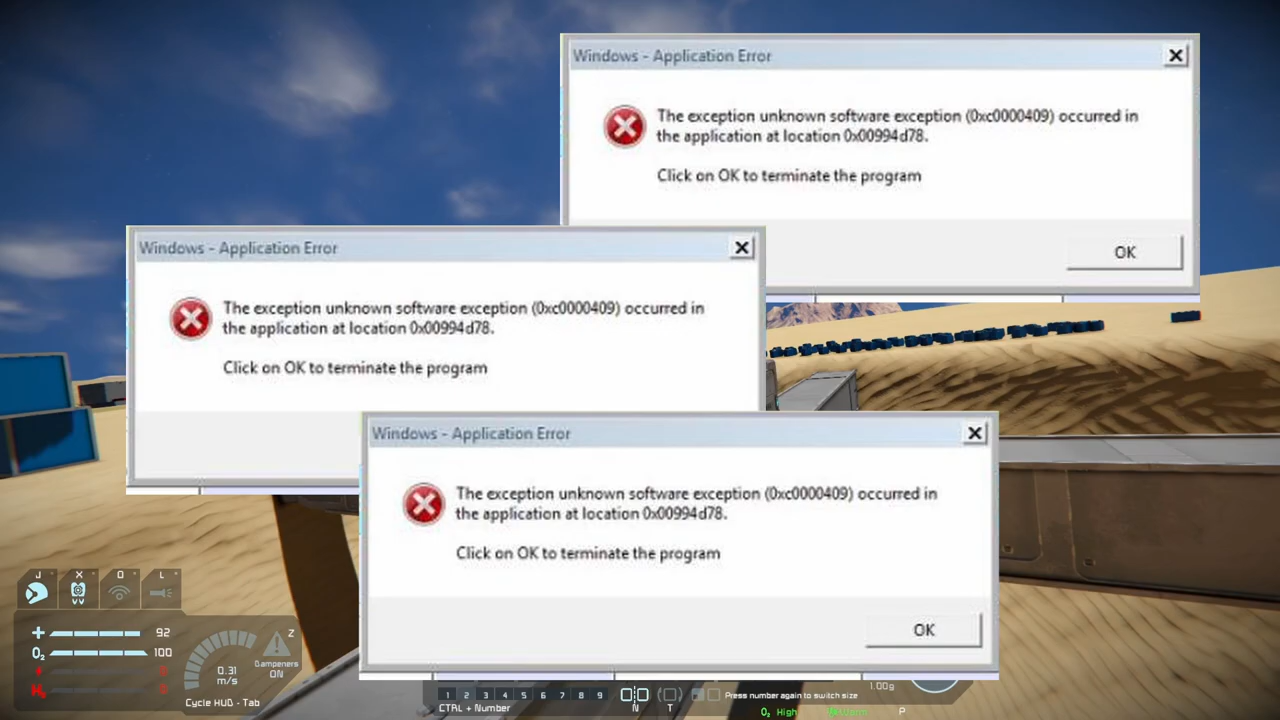 Windows - Application Error
The exception unknown software exception (0xc0000409) occurred in
the application at location 0x00994d78.
Click on OK to terminate the program
OK
Windows - Application Error
The exception unknown software exception (0xc0000409) occurred in
the application at location 0x00994d78.
Click on OK to terminate the program
Windows - Application Error
The exception unknown software exception (0xc0000409) occurred in
the application at location 0x00994d78.
Click on OK to terminate the program
OK
J X O L
92
O2 100
Z
0.31
m/s
Dampeners
ON
Cycle HUD - Tab
1 2 3 4 5 6 7 8 9
Press number again to switch size
CTRL + Number
N T
1.00g
O2 High
P